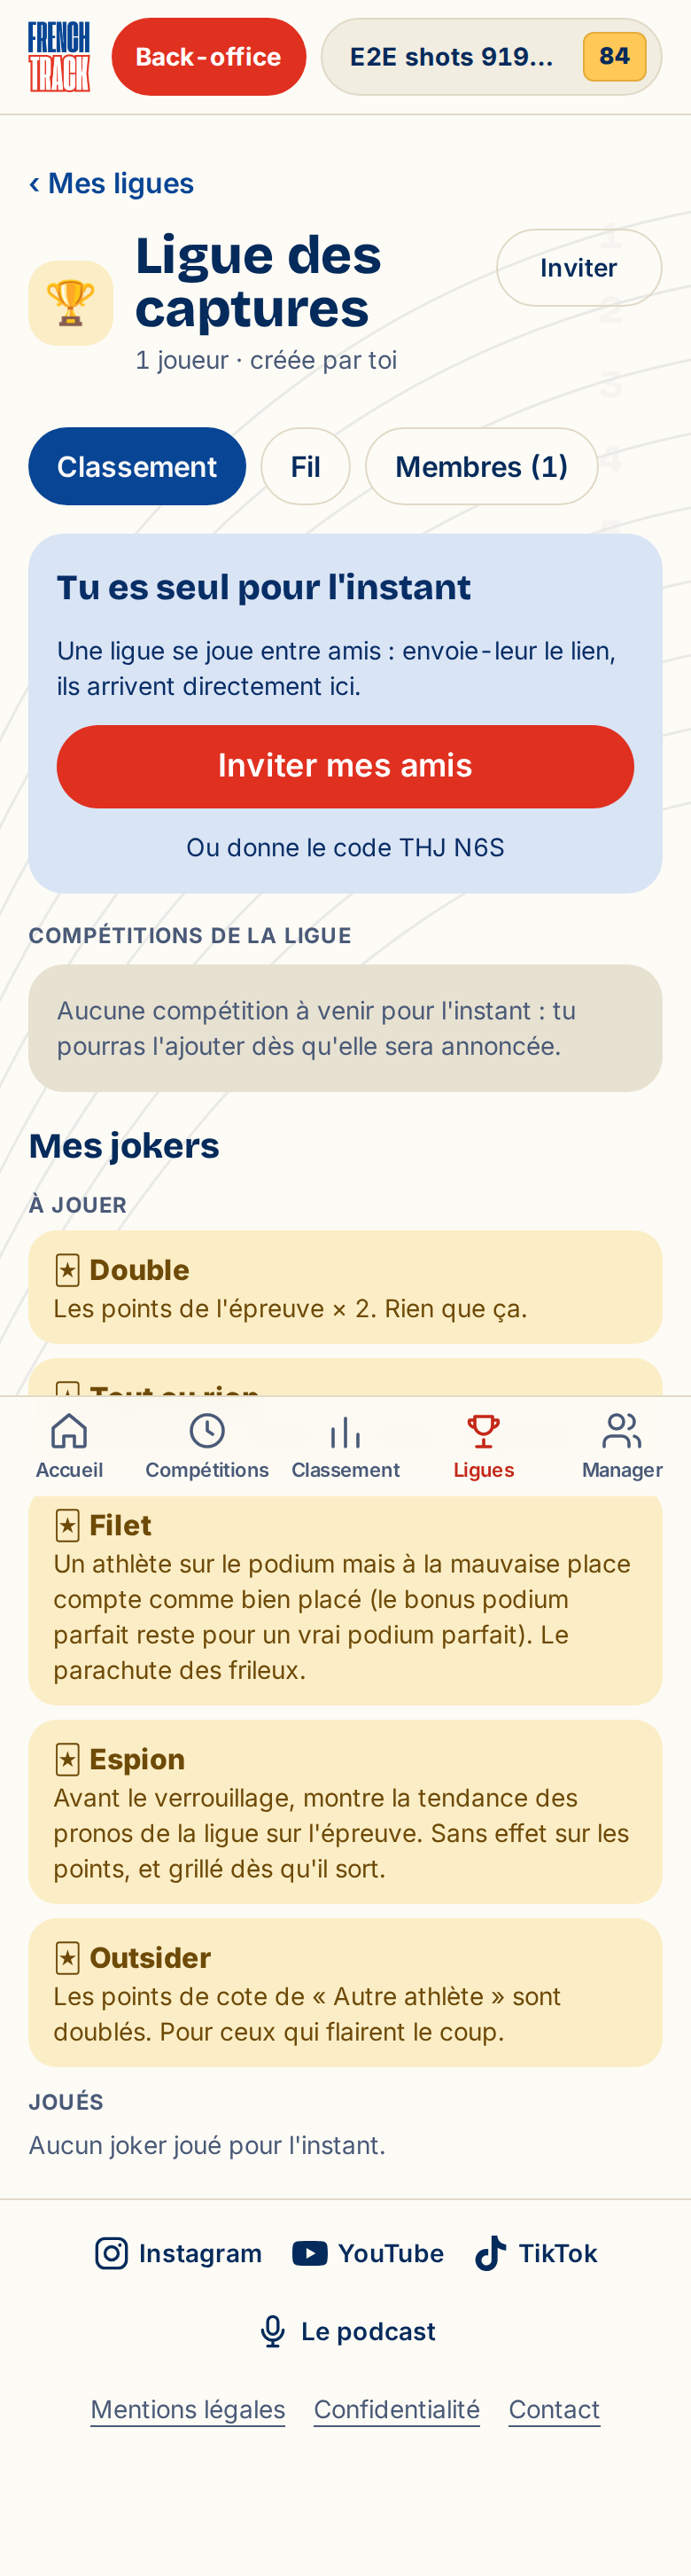 FRENCH
TRACK
Back-office
E2E shots 919...
84
‹ Mes ligues
Ligue des
captures
1 joueur · créée par toi
Inviter
1
2
3
4
Classement
Fil
Membres (1)
Tu es seul pour l'instant
Une ligue se joue entre amis : envoie-leur le lien,
ils arrivent directement ici.
Inviter mes amis
Ou donne le code THJ N6S
COMPÉTITIONS DE LA LIGUE
Aucune compétition à venir pour l'instant : tu
pourras l'ajouter dès qu'elle sera annoncée.
Mes jokers
À JOUER
Double
Les points de l'épreuve × 2. Rien que ça.
Tout ou rien
Accueil
Compétitions
Classement
Ligues
Manager
Filet
Un athlète sur le podium mais à la mauvaise place
compte comme bien placé (le bonus podium
parfait reste pour un vrai podium parfait). Le
parachute des frileux.
Espion
Avant le verrouillage, montre la tendance des
pronos de la ligue sur l'épreuve. Sans effet sur les
points, et grillé dès qu'il sort.
Outsider
Les points de cote de « Autre athlète » sont
doublés. Pour ceux qui flairent le coup.
JOUÉS
Aucun joker joué pour l'instant.
Instagram
YouTube
TikTok
Le podcast
Mentions légales
Confidentialité
Contact